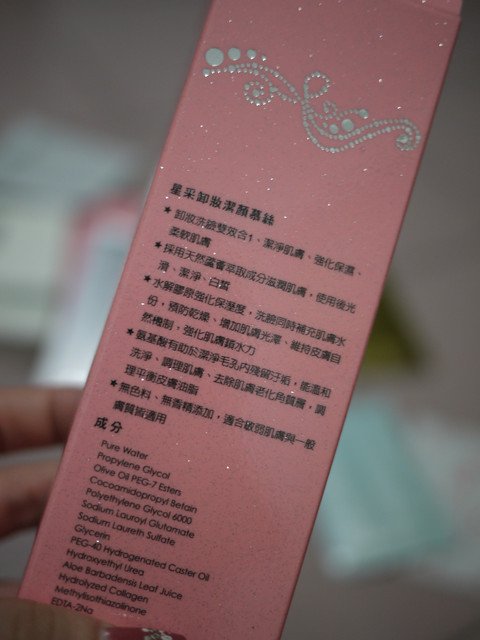 星采卸妝潔顏慕絲
★ 卸妝洗臉雙效合1、潔淨肌膚、強化保濕、
柔軟肌膚
★ 採用天然蘆薈萃取成分滋潤肌膚，使用後光
滑、潔淨、白皙
★ 水解膠原強化保溼度，洗臉同時補充肌膚水
份，預防乾燥、增加肌膚光澤、維持皮膚自
然機制，強化肌膚鎖水力
★ 氨基酸有助於潔淨毛孔內殘留汙垢，能溫和
洗淨、調理肌膚、去除肌膚老化角質層，調
理平衡皮膚油脂
★ 無色料、無香精添加，適合敏弱肌膚與一般
膚質皆適用
成分
Pure Water
Propylene Glycol
Olive Oil PEG-7 Esters
Cocoamidopropyl Betain
Polyethylene Glycol 6000
Sodium Lauroyl Glutamate
Sodium Laureth Sulfate
Glycerin
PEG-40 Hydrogenated Caster Oil
Hydroxyethyl Urea
Aloe Barbadensis Leaf Juice
Hydrolyzed Collagen
Methylisothiazolinone
EDTA-2Na